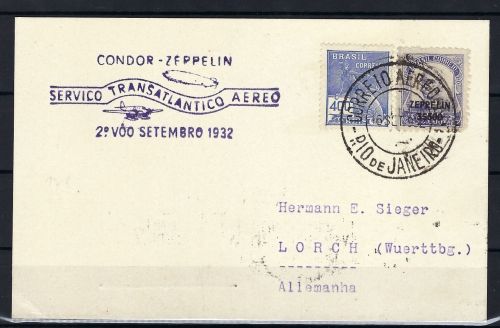 CONDOR - ZEPPELIN
SERVICO TRANSATLANTICO AEREO
2º VÔO SETEMBRO 1932
BRASIL
CORREIO
400
ZEPPELIN
CORREIO AEREO
RIO DE JANEIRO
Hermann E. Sieger
LORCH (Wuerttbg.)
Allemanha